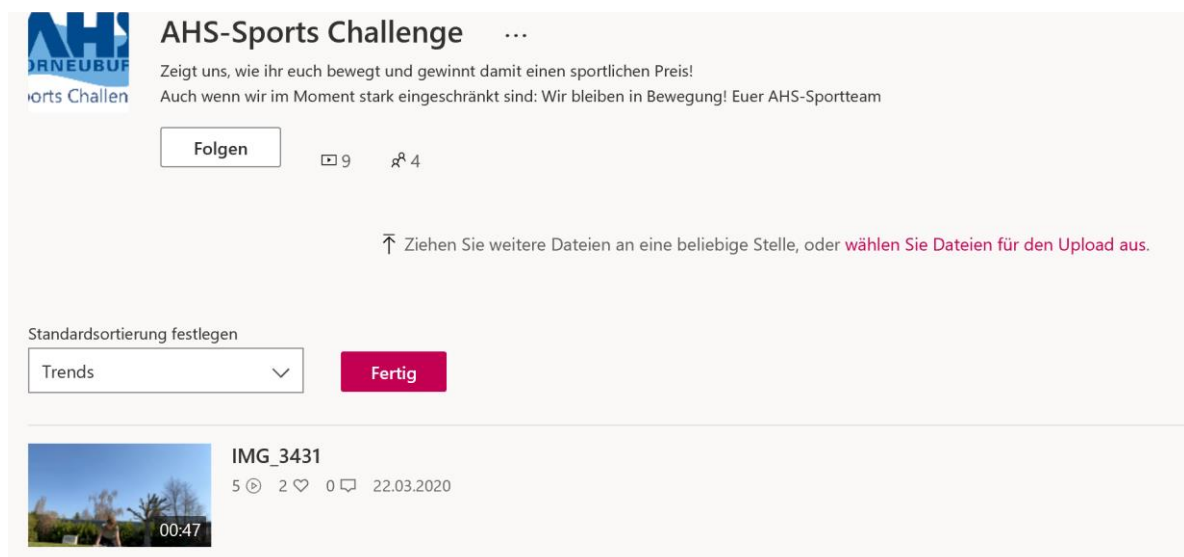 AHS
ORNEUBUR
orts Challen
AHS-Sports Challenge ...
Zeigt uns, wie ihr euch bewegt und gewinnt damit einen sportlichen Preis!
Auch wenn wir im Moment stark eingeschränkt sind: Wir bleiben in Bewegung! Euer AHS-Sportteam
Folgen 9 4
Ziehen Sie weitere Dateien an eine beliebige Stelle, oder wählen Sie Dateien für den Upload aus.
Standardsortierung festlegen
Trends Fertig
IMG_3431
5 2 0 22.03.2020
00:47